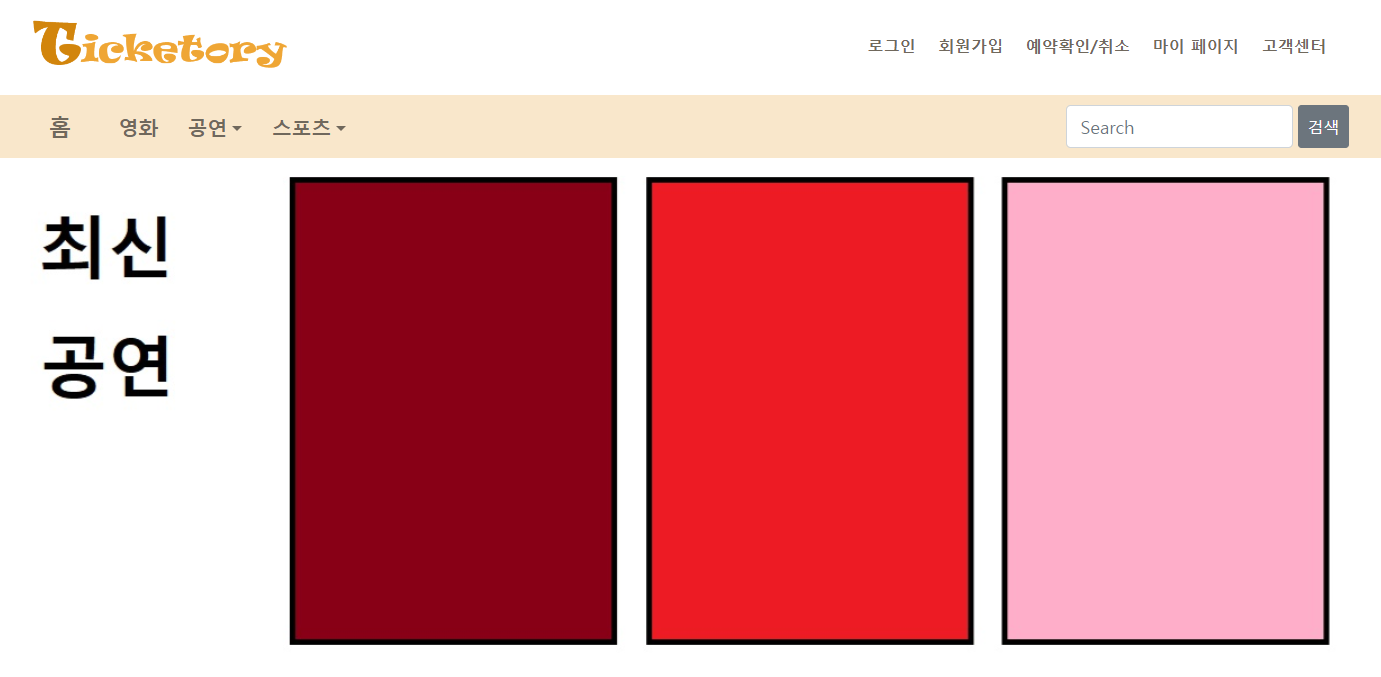 Ticketory
로그인 회원가입 예약확인/취소 마이 페이지 고객센터
홈 영화 공연 스포츠 Search 검색
최신
공연